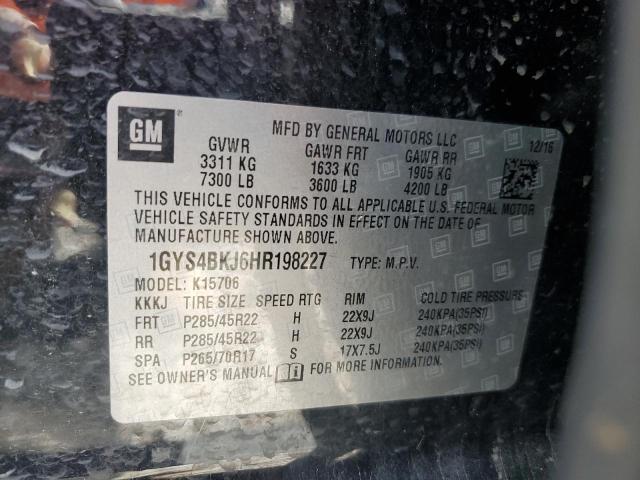 GM
MFD BY GENERAL MOTORS LLC
12/16
GVWR GAWR FRT GAWR RR
3311 KG 1633 KG 1905 KG
7300 LB 3600 LB 4200 LB
THIS VEHICLE CONFORMS TO ALL APPLICABLE U.S. FEDERAL MOTOR
VEHICLE SAFETY STANDARDS IN EFFECT ON THE DATE OF
MANUFACTURE SHOWN ABOVE.
1GYS4BKJ6HR198227 TYPE: M.P.V.
MODEL: K15706
KKKJ TIRE SIZE SPEED RTG RIM COLD TIRE PRESSURE
FRT P285/45R22 H 22X9J 240KPA(35PSI)
RR P285/45R22 H 22X9J 240KPA(35PSI)
SPA P265/70R17 S 17X7.5J 240KPA(35PSI)
SEE OWNER'S MANUAL FOR MORE INFORMATION.